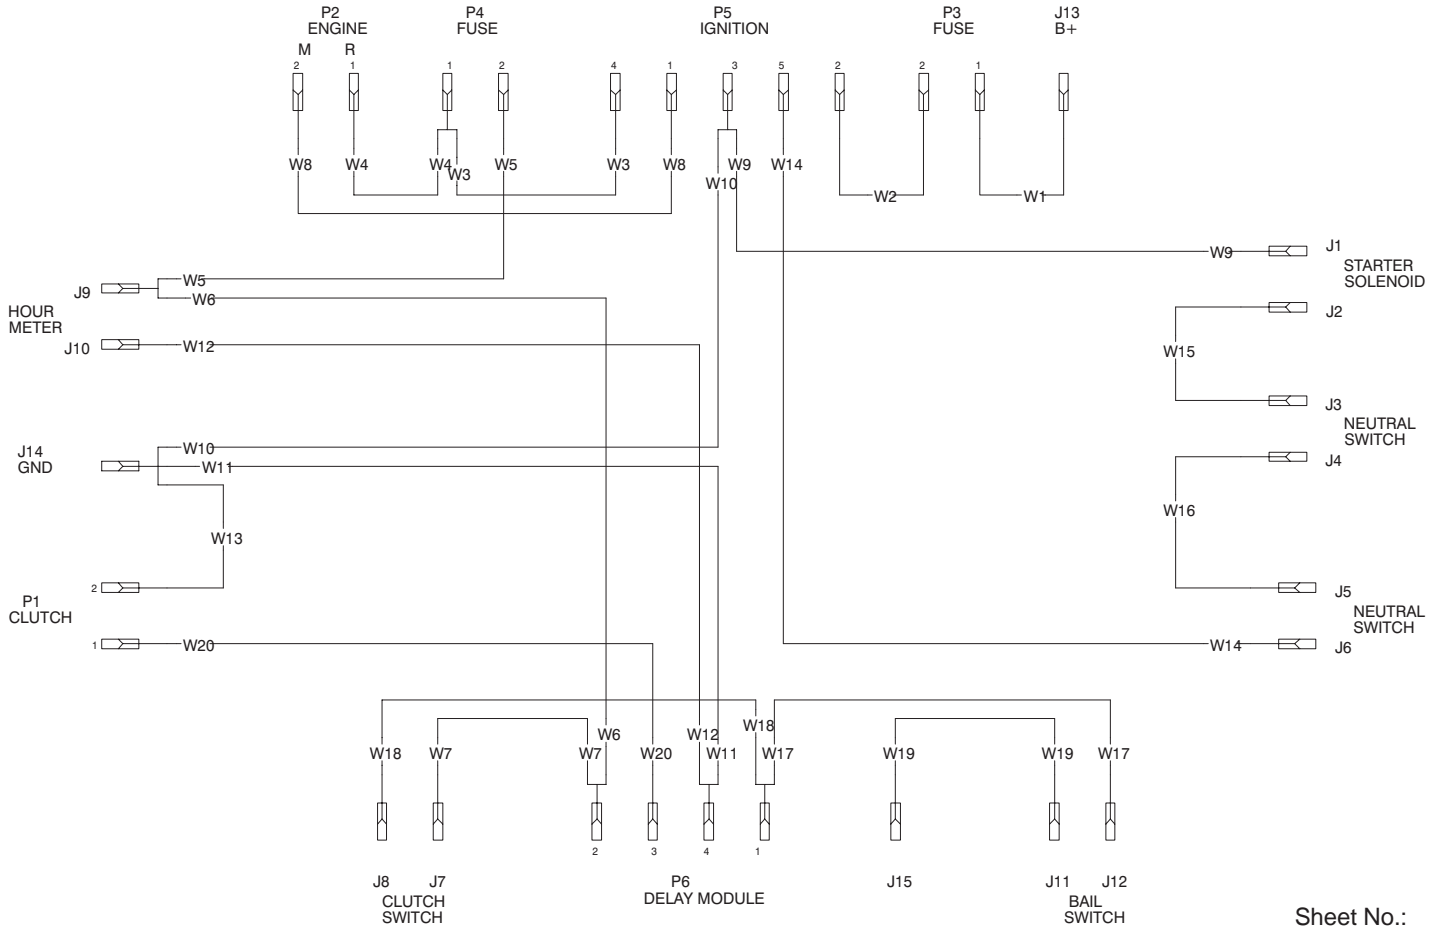 P2 P4 P5 P3 J13
ENGINE FUSE IGNITION FUSE B+
M R
2 1 1 2 4 1 3 5 2 2 1
W8 W4 W4 W5 W3 W8 W9 W14
W3
W10
W2 W1
W9 J1
STARTER
SOLENOID
J9 W5
W6
HOUR
METER
J2
J10 W12
W15
J3
NEUTRAL
SWITCH
W10
J14
GND
W11
J4
W16
W13
2
P1
CLUTCH
J5
NEUTRAL
SWITCH
1 W20
W14 J6
W18
W6 W12
W18 W7 W7 W20 W11 W17 W19 W19 W17
2 3 4 1
J8 J7 P6 J15 J11 J12
CLUTCH
SWITCH
DELAY MODULE
BAIL
SWITCH
Sheet No.: